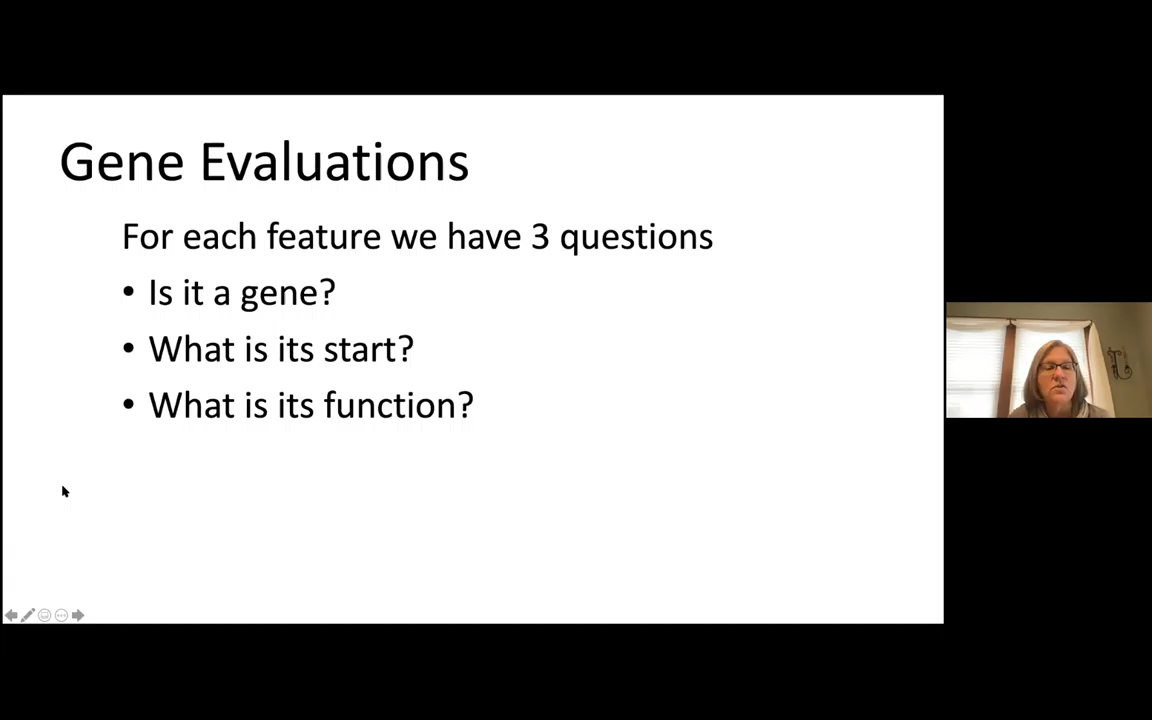 Gene Evaluations
For each feature we have 3 questions
• Is it a gene?
• What is its start?
• What is its function?